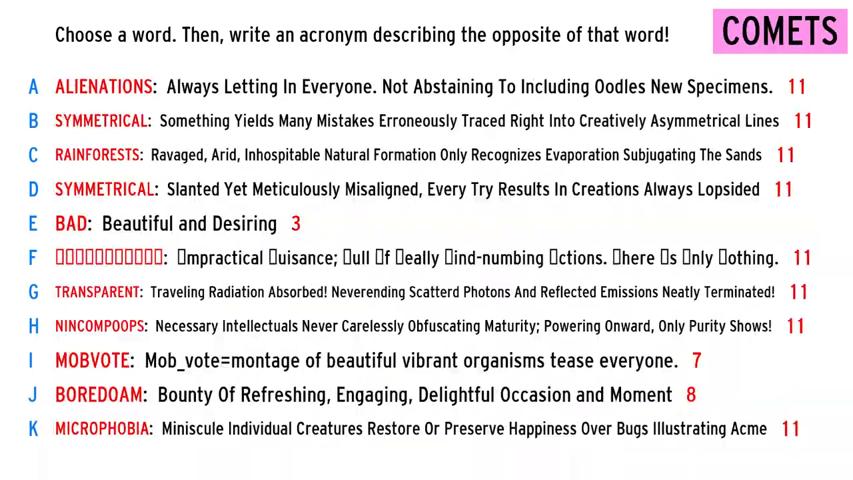 Choose a word. Then, write an acronym describing the opposite of that word!
COMETS
A ALIENATIONS: Always Letting In Everyone. Not Abstaining To Including Oodles New Specimens. 11
B SYMMETRICAL: Something Yields Many Mistakes Erroneously Traced Right Into Creatively Asymmetrical Lines 11
C RAINFORESTS: Ravaged, Arid, Inhospitable Natural Formation Only Recognizes Evaporation Subjugating The Sands 11
D SYMMETRICAL: Slanted Yet Meticulously Misaligned, Every Try Results In Creations Always Lopsided 11
E BAD: Beautiful and Desiring 3
F ▯▯▯▯▯▯▯▯▯▯▯: ▯mpractical ▯uisance; ▯ull ▯f ▯eally ▯ind-numbing ▯ctions. ▯here ▯s ▯nly ▯othing. 11
G TRANSPARENT: Traveling Radiation Absorbed! Neverending Scatterd Photons And Reflected Emissions Neatly Terminated! 11
H NINCOMPOOPS: Necessary Intellectuals Never Carelessly Obfuscating Maturity; Powering Onward, Only Purity Shows! 11
I MOBVOTE: Mob_vote=montage of beautiful vibrant organisms tease everyone. 7
J BOREDOAM: Bounty Of Refreshing, Engaging, Delightful Occasion and Moment 8
K MICROPHOBIA: Miniscule Individual Creatures Restore Or Preserve Happiness Over Bugs Illustrating Acme 11